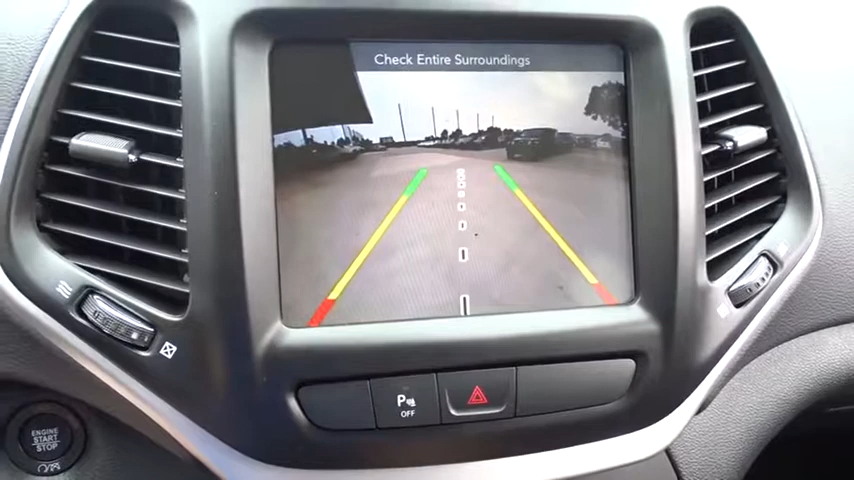 Check Entire Surroundings
P
OFF
ENGINE
START
STOP